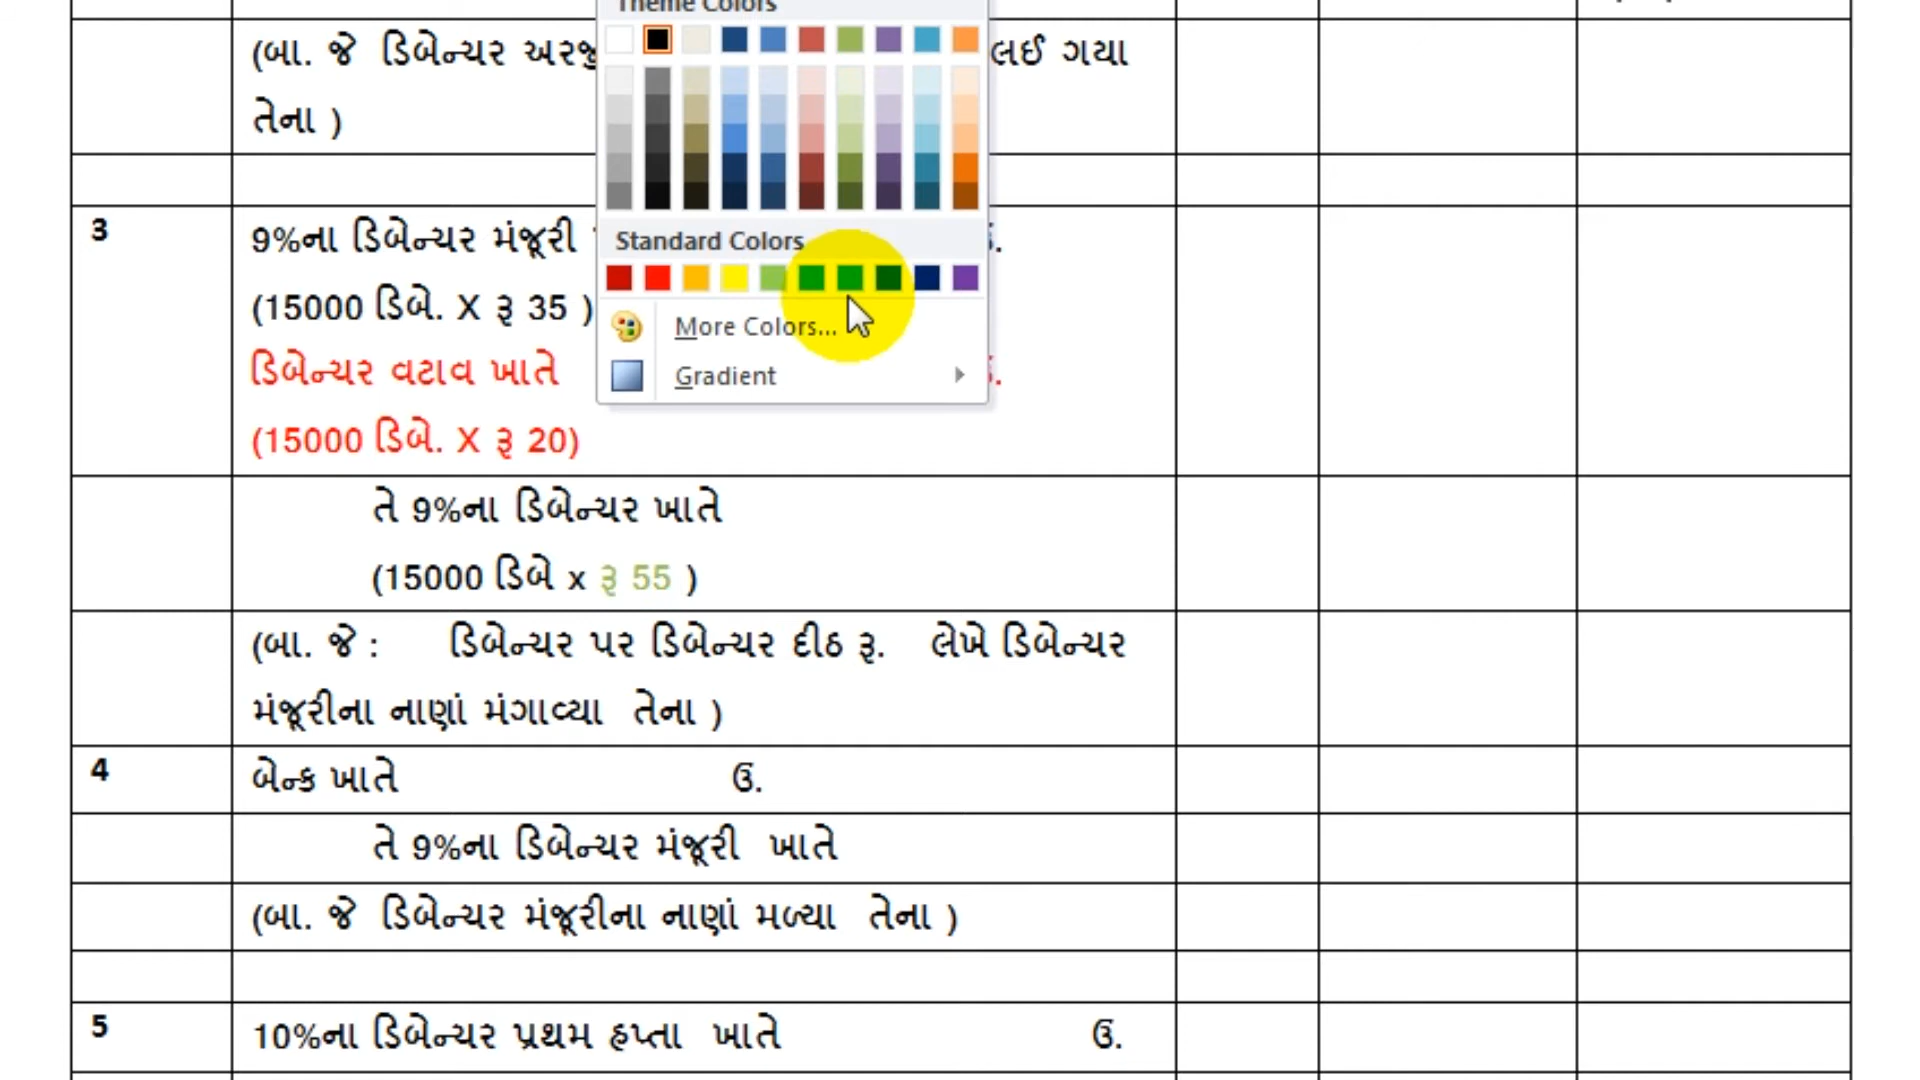 Theme Colors
(બા. જે ડિબેન્ચર અરજી લઈ ગયા
તેના )
3
9%ના ડિબેન્ચર મંજૂરી
(15000 ડિબે. X રૂ 35 )
Standard Colors
More Colors...
Gradient
ડિબેન્ચર વટાવ ખાતે
(15000 ડિબે. X રૂ 20)
તે 9%ના ડિબેન્ચર ખાતે
(15000 ડિબે x રૂ 55 )
(બા. જે : ડિબેન્ચર પર ડિબેન્ચર દીઠ રૂ. લેખે ડિબેન્ચર
મંજૂરીના નાણાં મંગાવ્યા તેના )
4
બેન્ક ખાતે ઉ.
તે 9%ના ડિબેન્ચર મંજૂરી ખાતે
(બા. જે ડિબેન્ચર મંજૂરીના નાણાં મળ્યા તેના )
5
10%ના ડિબેન્ચર પ્રથમ હપ્તા ખાતે ઉ.